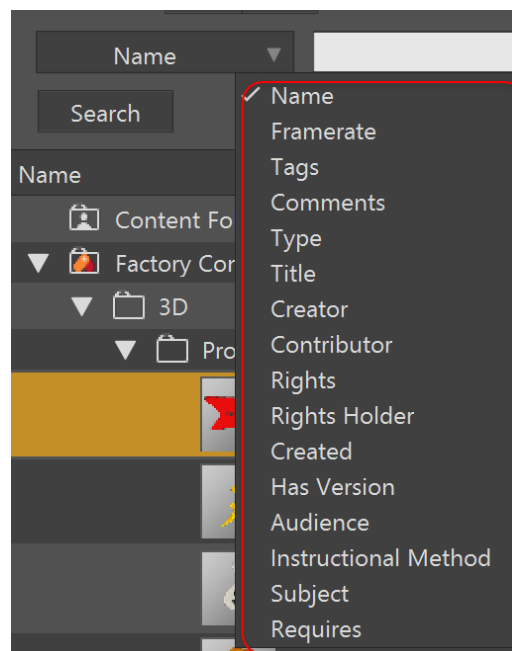 Name
Search
Name
Content Fo
Factory Con
3D
Pro
Name
Framerate
Tags
Comments
Type
Title
Creator
Contributor
Rights
Rights Holder
Created
Has Version
Audience
Instructional Method
Subject
Requires